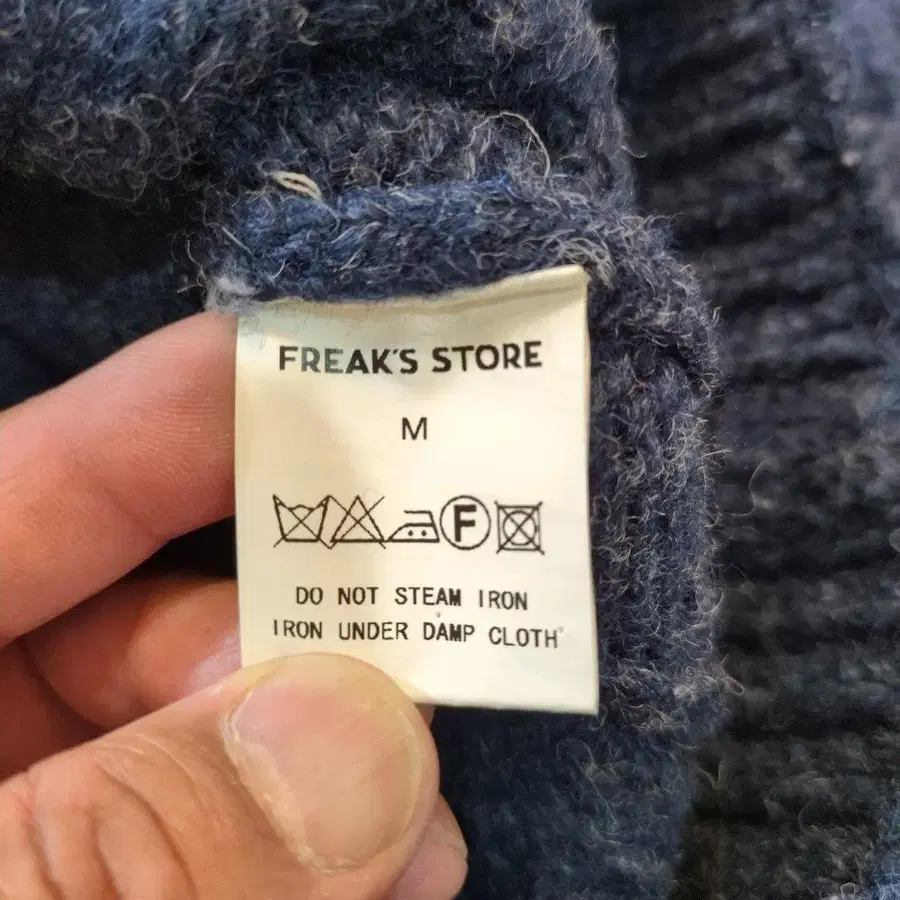 FREAK'S STORE
M
F
DO NOT STEAM IRON
IRON UNDER DAMP CLOTH